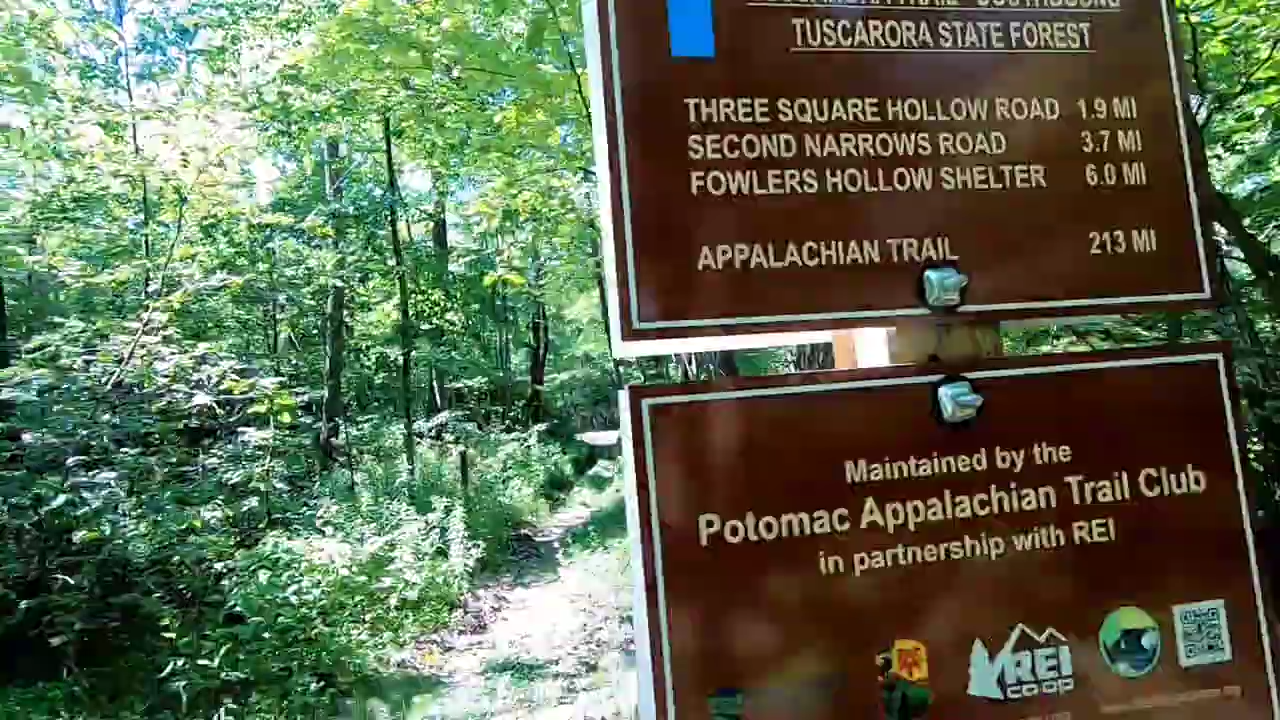 TUSCARORA STATE FOREST
THREE SQUARE HOLLOW ROAD 1.9 MI
SECOND NARROWS ROAD 3.7 MI
FOWLERS HOLLOW SHELTER 6.0 MI
APPALACHIAN TRAIL 213 MI
Maintained by the
Potomac Appalachian Trail Club
in partnership with REI
REI
COOP